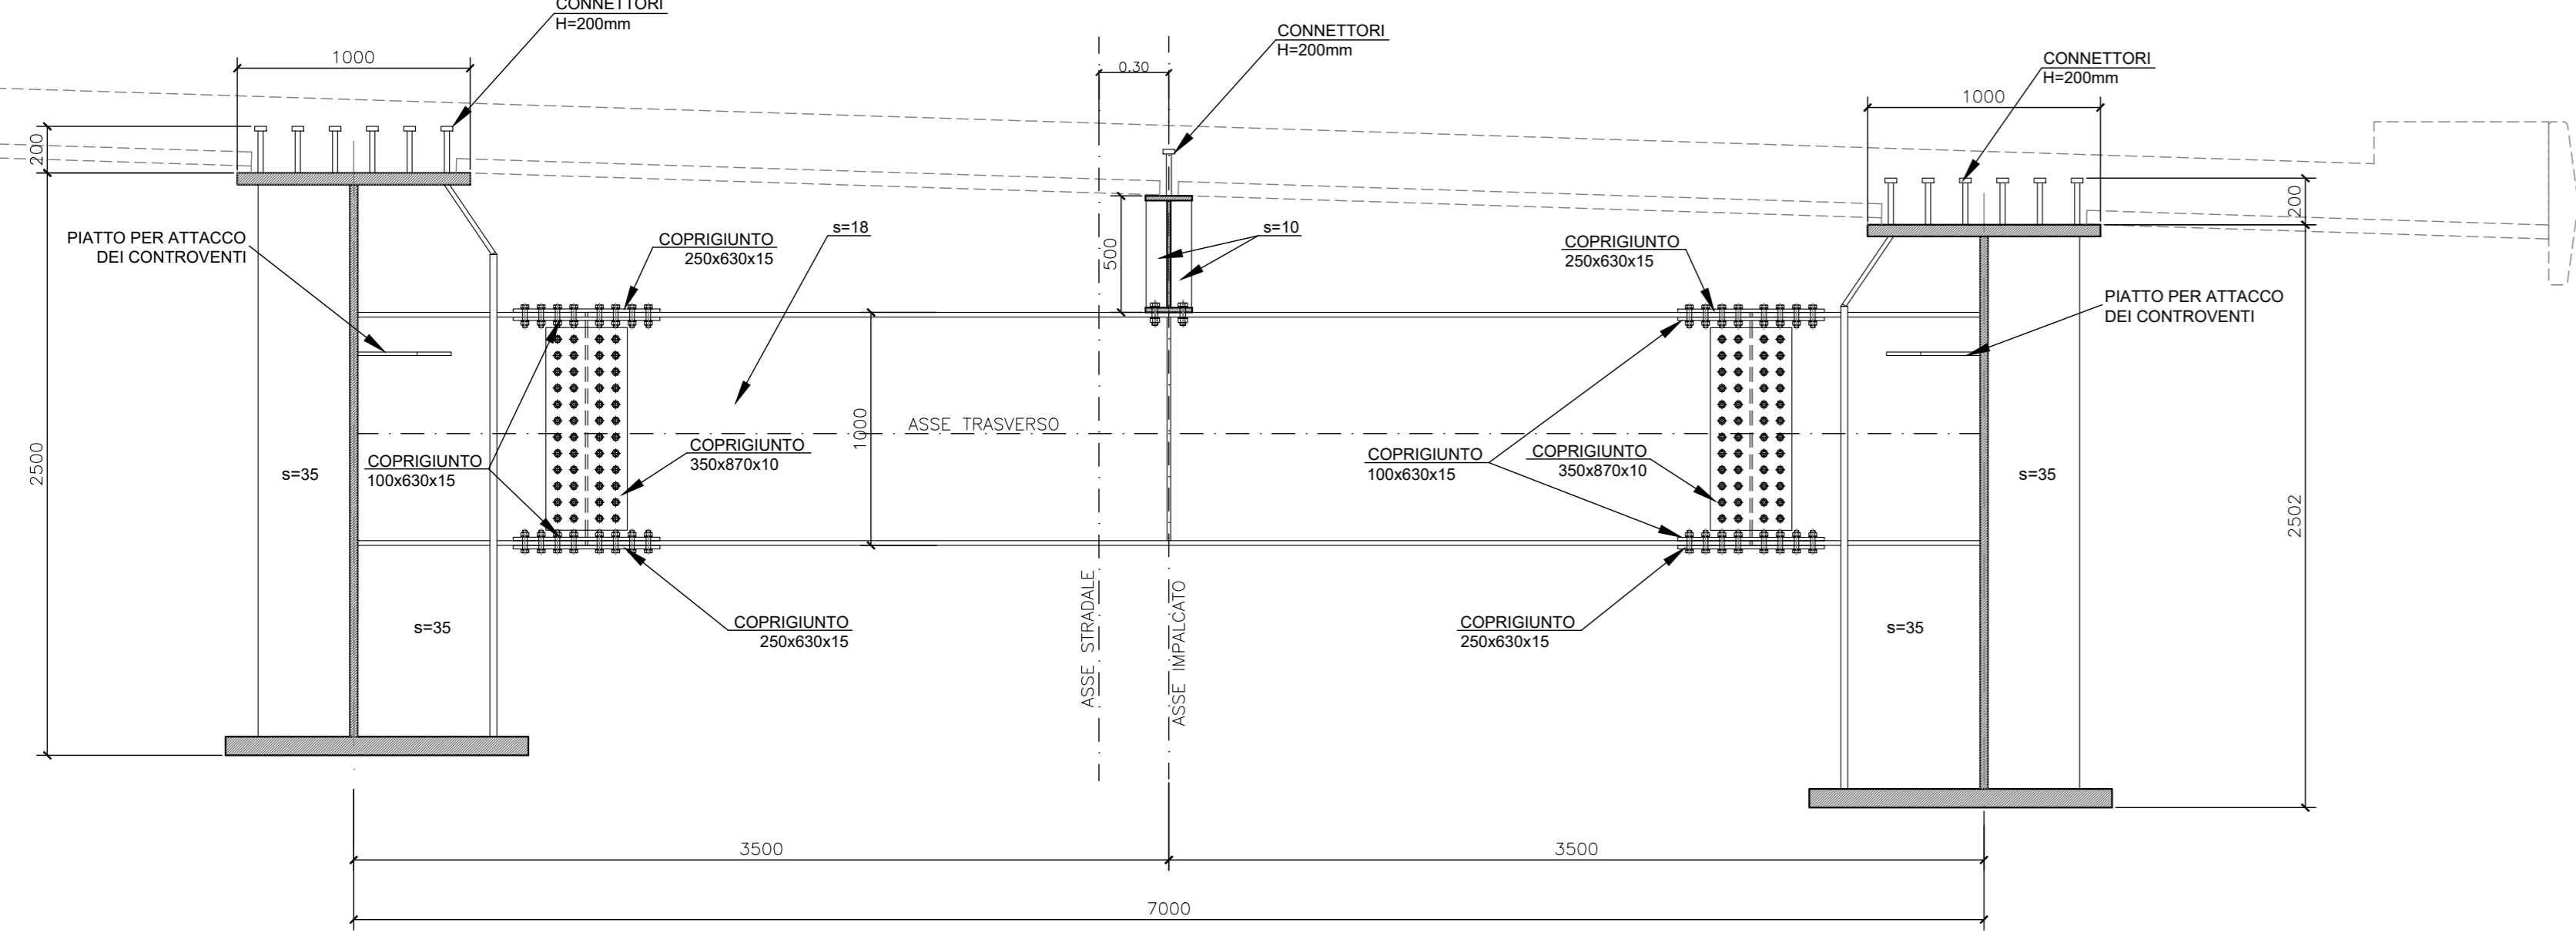 CONNETTORI
H=200mm
CONNETTORI
H=200mm
CONNETTORI
H=200mm
1000
0.30
1000
200
200
PIATTO PER ATTACCO
DEI CONTROVENTI
COPRIGIUNTO
250x630x15
s=18
500
s=10
COPRIGIUNTO
250x630x15
PIATTO PER ATTACCO
DEI CONTROVENTI
2500
s=35
COPRIGIUNTO
100x630x15
COPRIGIUNTO
350x870x10
1000
ASSE TRASVERSO
COPRIGIUNTO
100x630x15
COPRIGIUNTO
350x870x10
s=35
2502
s=35
COPRIGIUNTO
250x630x15
ASSE STRADALE
ASSE IMPALCATO
COPRIGIUNTO
250x630x15
s=35
3500
3500
7000